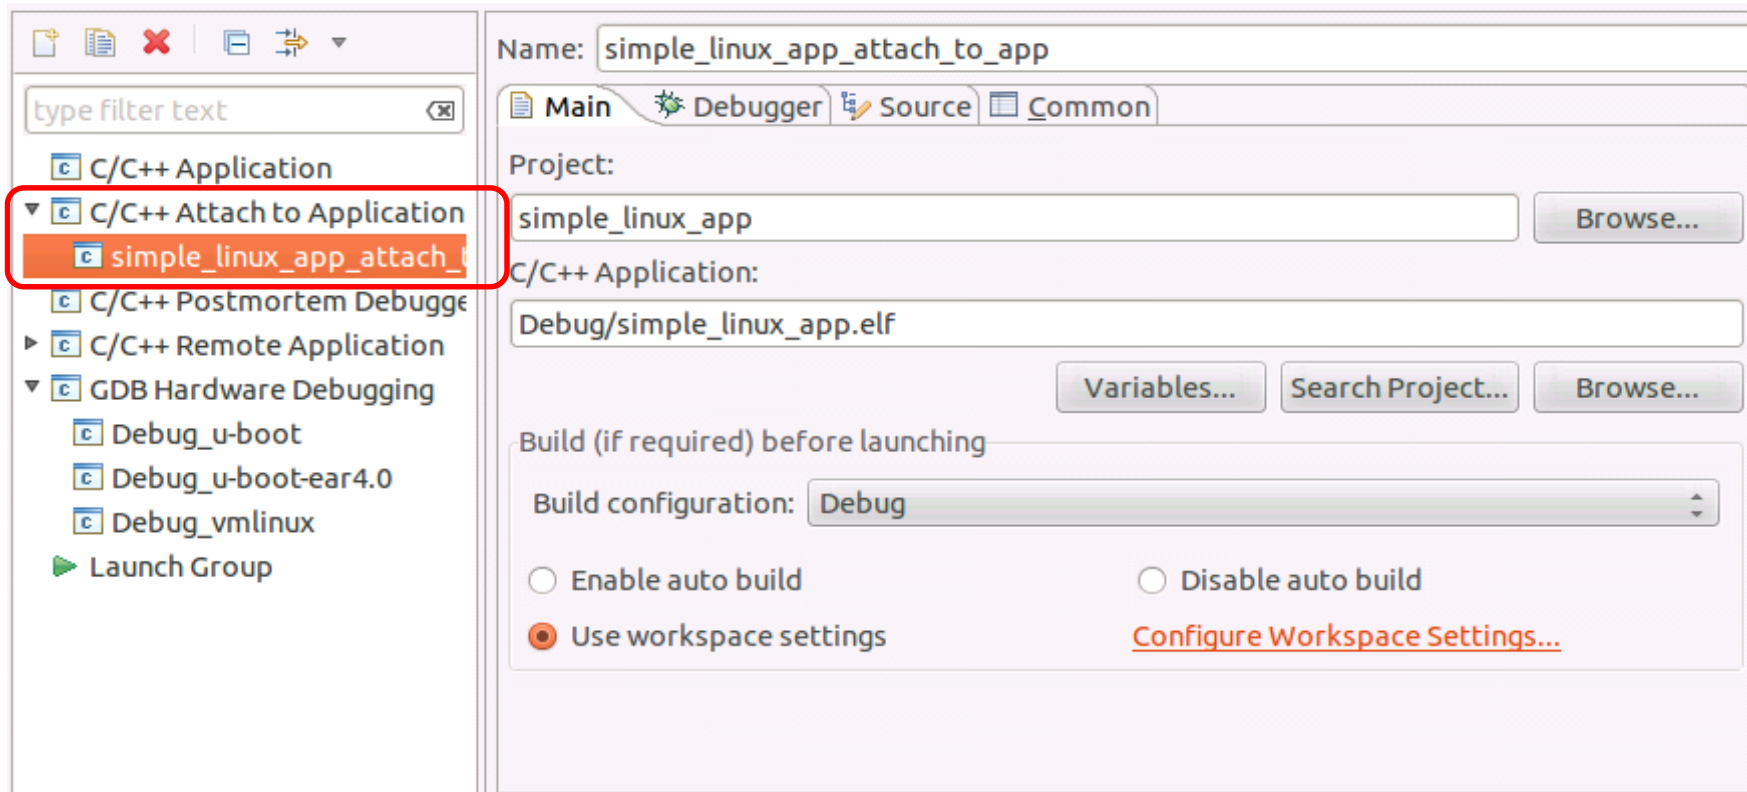 type filter text
C/C++ Application
C/C++ Attach to Application
simple_linux_app_attach_t
C/C++ Postmortem Debugge
C/C++ Remote Application
GDB Hardware Debugging
Debug_u-boot
Debug_u-boot-ear4.0
Debug_vmlinux
Launch Group
Name: simple_linux_app_attach_to_app
Main Debugger Source Common
Project:
simple_linux_app Browse...
C/C++ Application:
Debug/simple_linux_app.elf
Variables... Search Project... Browse...
Build (if required) before launching
Build configuration: Debug
Enable auto build Disable auto build
Use workspace settings Configure Workspace Settings...